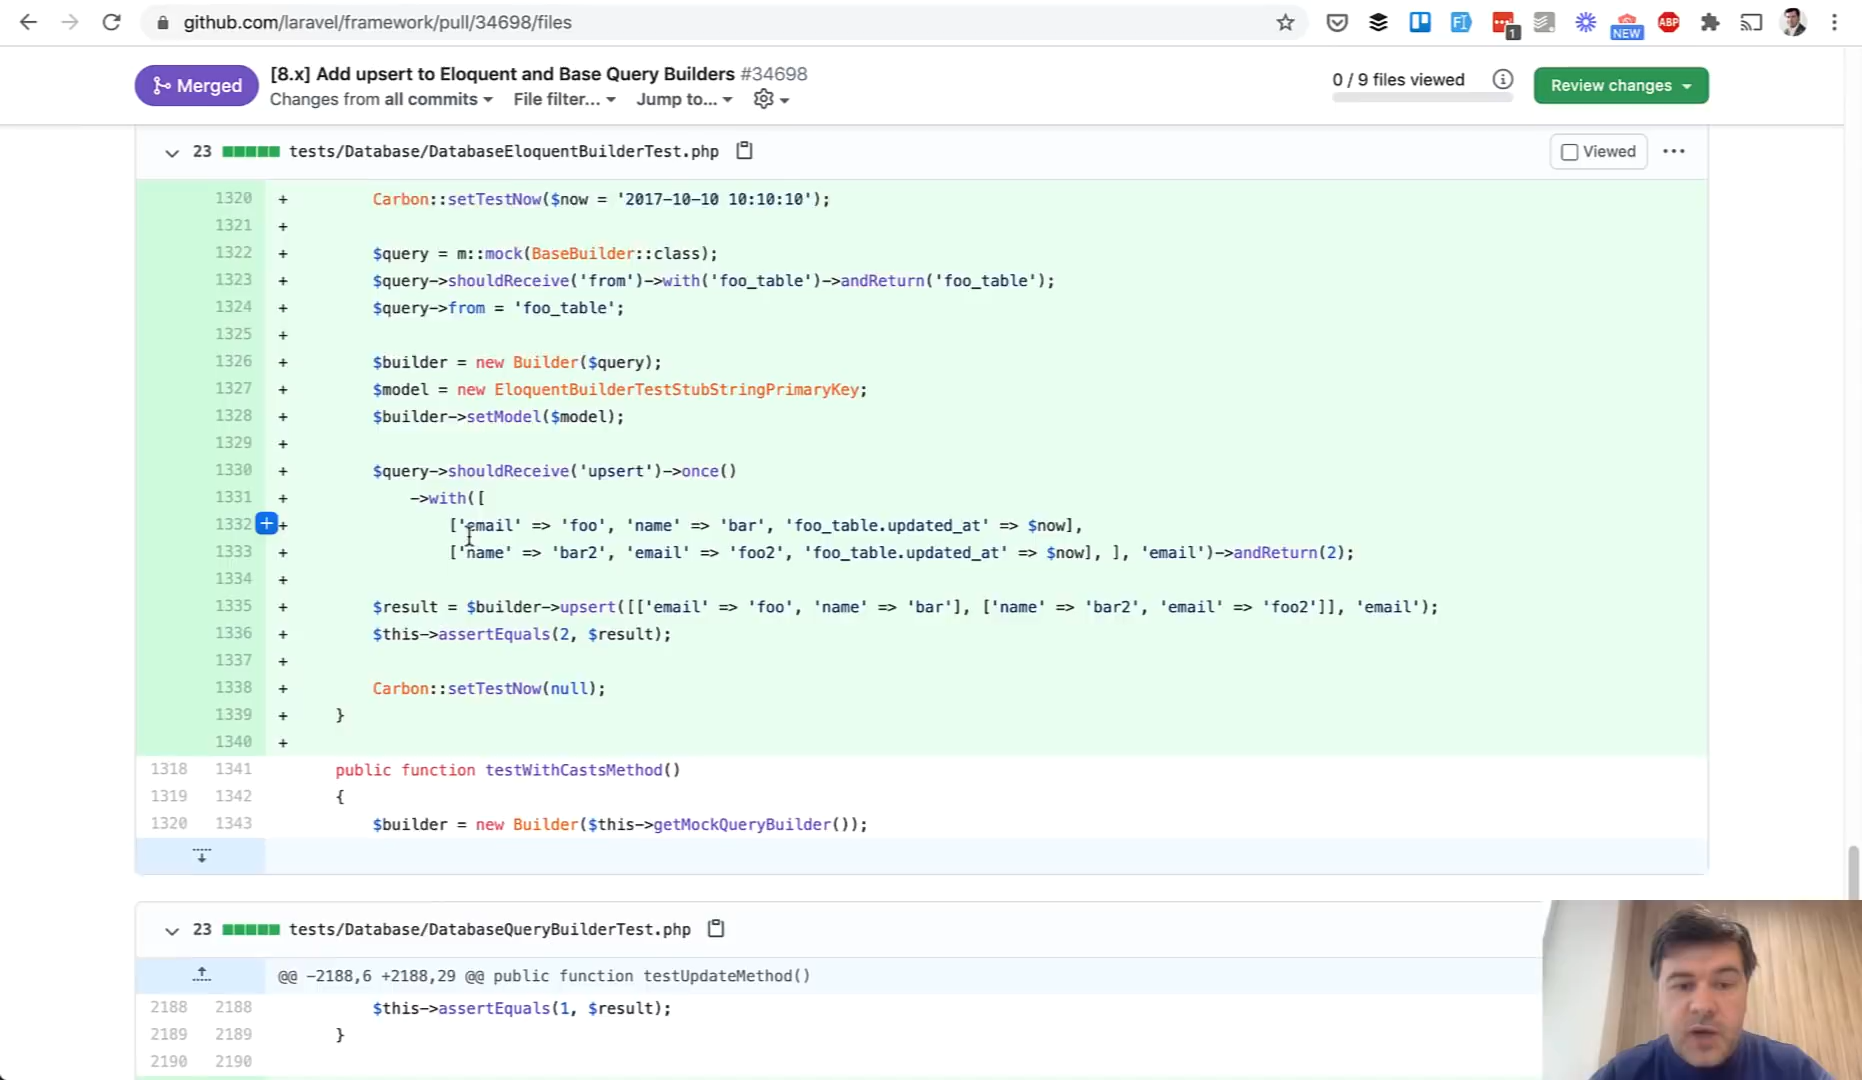 github.com/laravel/framework/pull/34698/files
1
NEW
ABP
Merged
[8.x] Add upsert to Eloquent and Base Query Builders #34698
Changes from all commits File filter... Jump to...
0 / 9 files viewed
Review changes
23 tests/Database/DatabaseEloquentBuilderTest.php
Viewed
1320 + Carbon::setTestNow($now = '2017-10-10 10:10:10');
1321 +
1322 + $query = m::mock(BaseBuilder::class);
1323 + $query->shouldReceive('from')->with('foo_table')->andReturn('foo_table');
1324 + $query->from = 'foo_table';
1325 +
1326 + $builder = new Builder($query);
1327 + $model = new EloquentBuilderTestStubStringPrimaryKey;
1328 + $builder->setModel($model);
1329 +
1330 + $query->shouldReceive('upsert')->once()
1331 + ->with([
1332 + ['email' => 'foo', 'name' => 'bar', 'foo_table.updated_at' => $now],
1333 + ['name' => 'bar2', 'email' => 'foo2', 'foo_table.updated_at' => $now], ], 'email')->andReturn(2);
1334 +
1335 + $result = $builder->upsert([['email' => 'foo', 'name' => 'bar'], ['name' => 'bar2', 'email' => 'foo2']], 'email');
1336 + $this->assertEquals(2, $result);
1337 +
1338 + Carbon::setTestNow(null);
1339 + }
1340 +
1318 1341 public function testWithCastsMethod()
1319 1342 {
1320 1343 $builder = new Builder($this->getMockQueryBuilder());
23 tests/Database/DatabaseQueryBuilderTest.php
@@ -2188,6 +2188,29 @@ public function testUpdateMethod()
2188 2188 $this->assertEquals(1, $result);
2189 2189 }
2190 2190